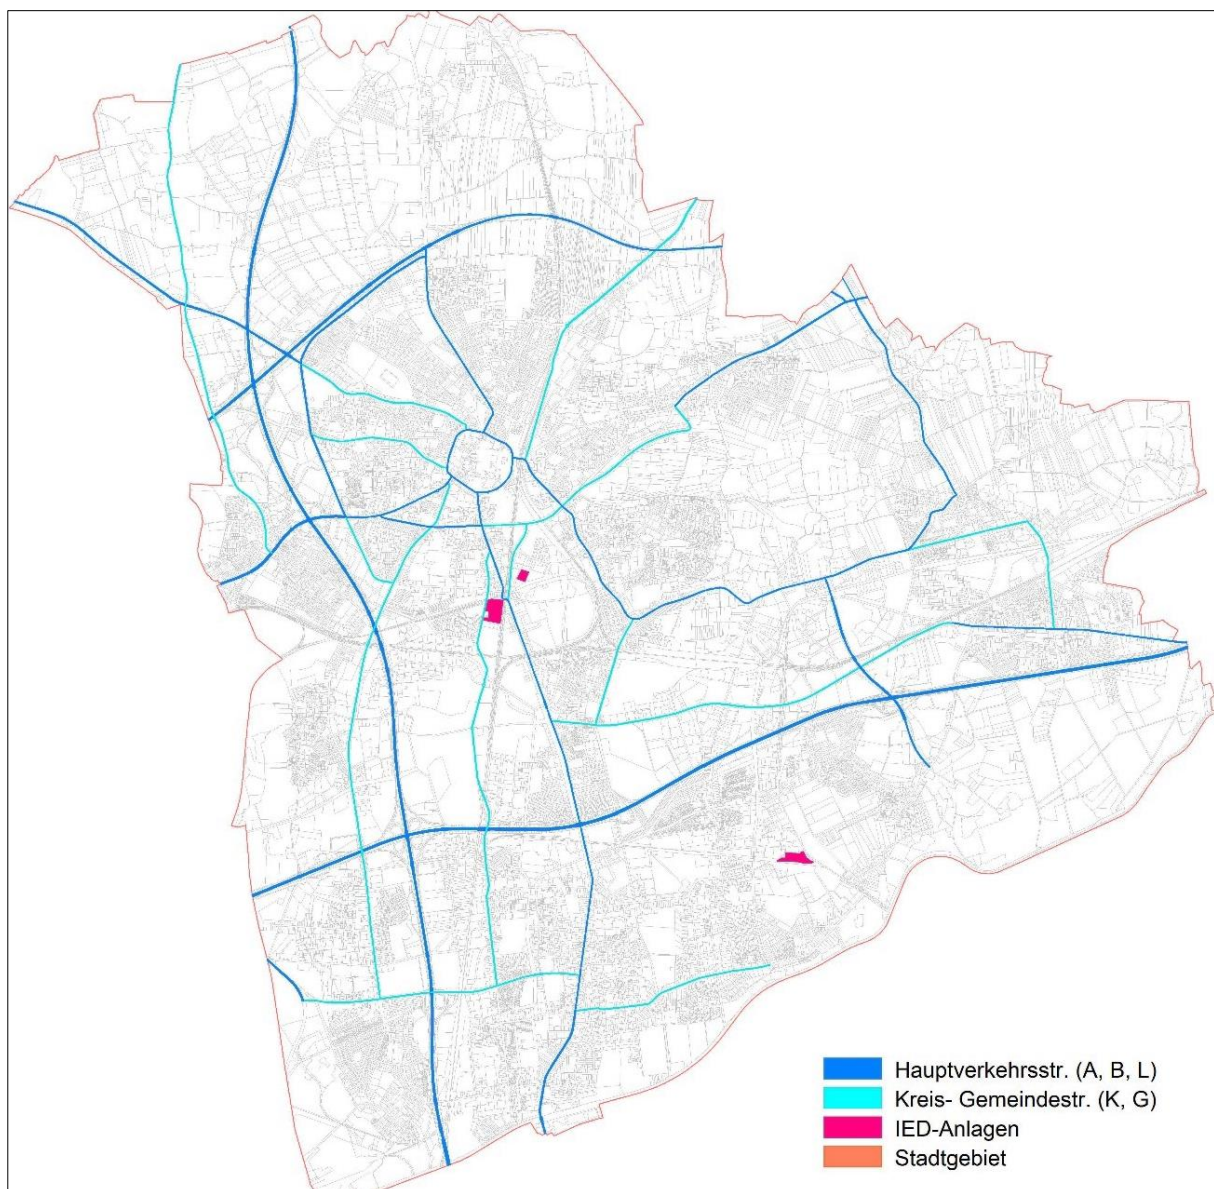 Hauptverkehrsstr. (A, B, L)
Kreis- Gemeindestr. (K, G)
IED-Anlagen
Stadtgebiet